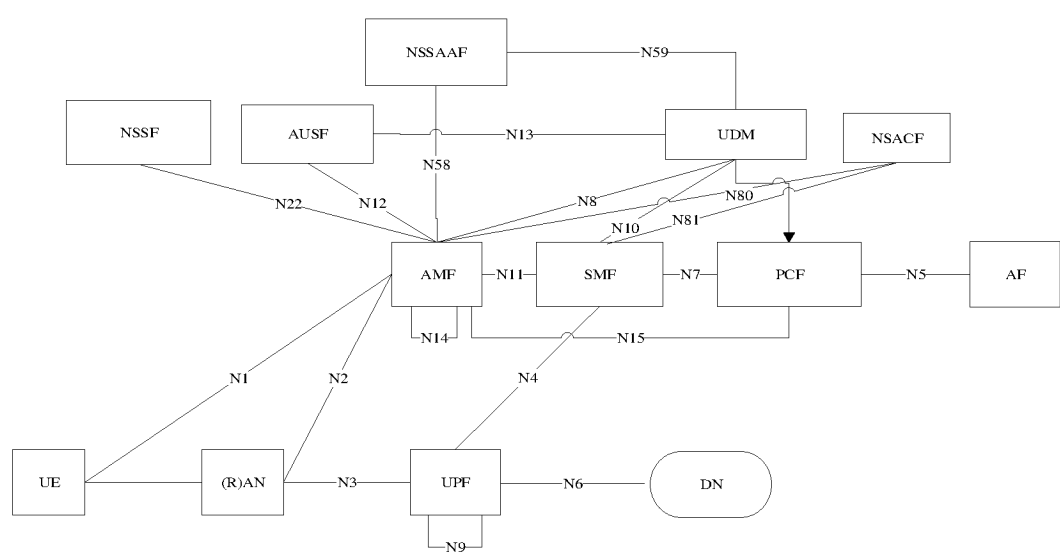 NSSAAF
N59
NSSF
AUSF
N13
UDM
NSACF
N58
N22
N12
N8
N80
N10
N81
AMF
N11
SMF
N7
PCF
N5
AF
N14
N15
N1
N2
N4
UE
(R)AN
N3
UPF
N6
DN
N9